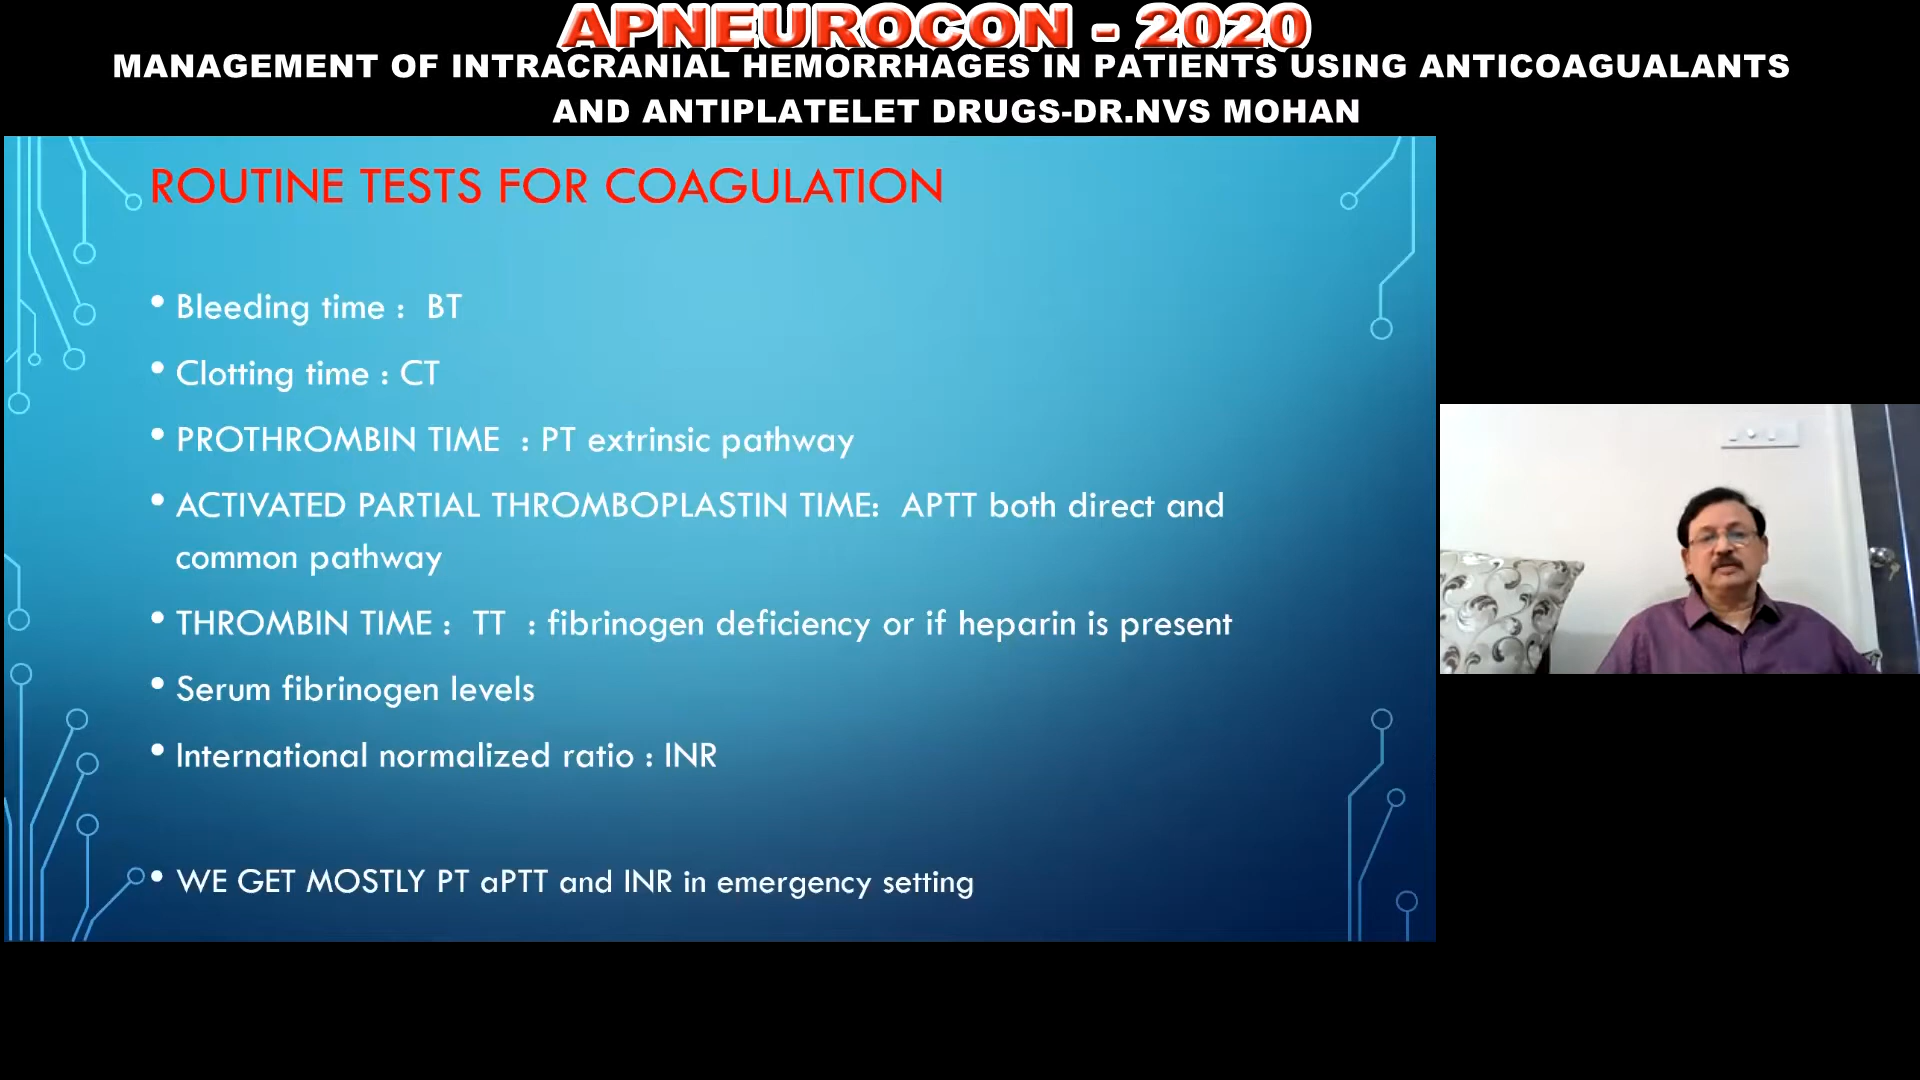 APNEUROCON - 2020
MANAGEMENT OF INTRACRANIAL HEMORRHAGES IN PATIENTS USING ANTICOAGUALANTS
AND ANTIPLATELET DRUGS-DR.NVS MOHAN
ROUTINE TESTS FOR COAGULATION
• Bleeding time : BT
• Clotting time : CT
• PROTHROMBIN TIME : PT extrinsic pathway
• ACTIVATED PARTIAL THROMBOPLASTIN TIME: APTT both direct and
common pathway
• THROMBIN TIME : TT : fibrinogen deficiency or if heparin is present
• Serum fibrinogen levels
• International normalized ratio : INR
• WE GET MOSTLY PT aPTT and INR in emergency setting